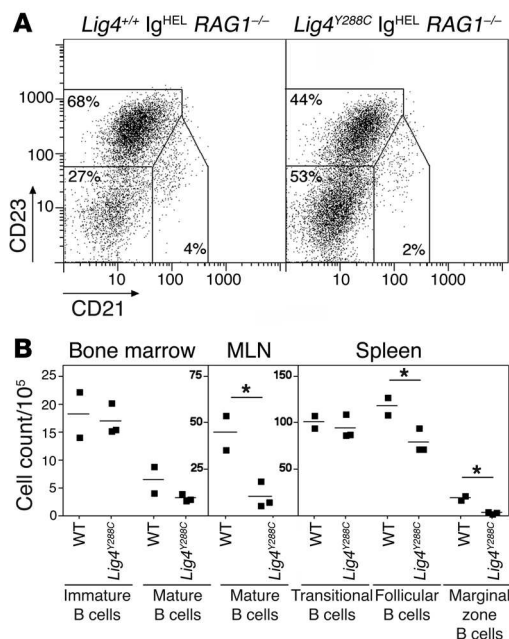 A
Lig4+/+ IgHEL RAG1–/–
Lig4Y288C IgHEL RAG1–/–
1000
100
10
CD23
68%
27%
4%
44%
53%
2%
10 100 1000
10 100 1000
CD21
B
Bone marrow MLN Spleen
Cell count/10^5
25
20
15
10
5
0
75
50
25
150
100
50
*
*
*
WT Lig4Y288C WT Lig4Y288C WT Lig4Y288C WT Lig4Y288C WT Lig4Y288C WT Lig4Y288C
Immature B cells
Mature B cells
Mature B cells
Transitional B cells
Follicular B cells
Marginal zone B cells